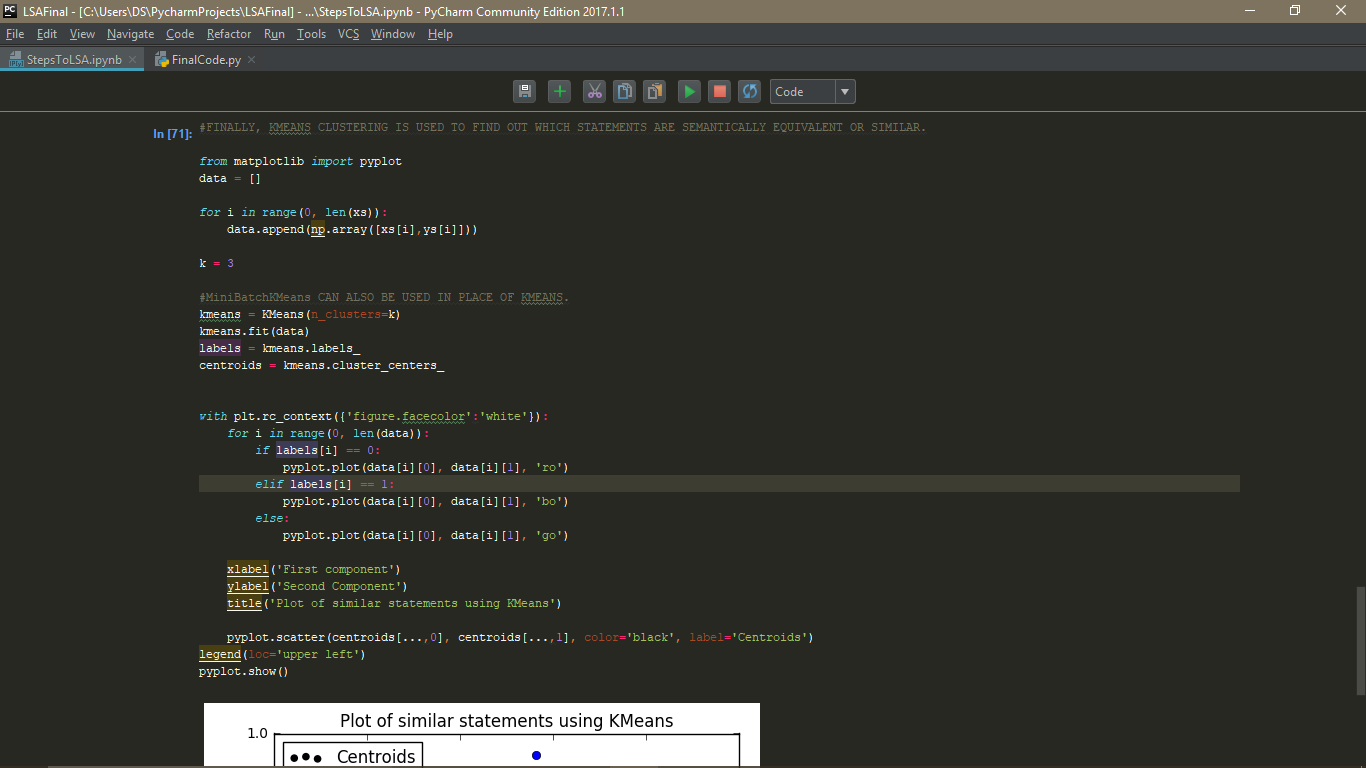 LSAFinal - [C:\Users\DS\PycharmProjects\LSAFinal] - ...\StepsToLSA.ipynb - PyCharm Community Edition 2017.1.1
File Edit View Navigate Code Refactor Run Tools VCS Window Help
StepsToLSA.ipynb FinalCode.py
Code
In [71]:
#FINALLY, KMEANS CLUSTERING IS USED TO FIND OUT WHICH STATEMENTS ARE SEMANTICALLY EQUIVALENT OR SIMILAR.
from matplotlib import pyplot
data = []
for i in range(0, len(xs)):
data.append(np.array([xs[i],ys[i]]))
k = 3
#MiniBatchKMeans CAN ALSO BE USED IN PLACE OF KMEANS.
kmeans = KMeans(n_clusters=k)
kmeans.fit(data)
labels = kmeans.labels_
centroids = kmeans.cluster_centers_
with plt.rc_context({'figure.facecolor':'white'}):
for i in range(0, len(data)):
if labels[i] == 0:
pyplot.plot(data[i][0], data[i][1], 'ro')
elif labels[i] == 1:
pyplot.plot(data[i][0], data[i][1], 'bo')
else:
pyplot.plot(data[i][0], data[i][1], 'go')
xlabel('First component')
ylabel('Second Component')
title('Plot of similar statements using KMeans')
pyplot.scatter(centroids[...,0], centroids[...,1], color='black', label='Centroids')
legend(loc='upper left')
pyplot.show()
Plot of similar statements using KMeans
1.0
Centroids